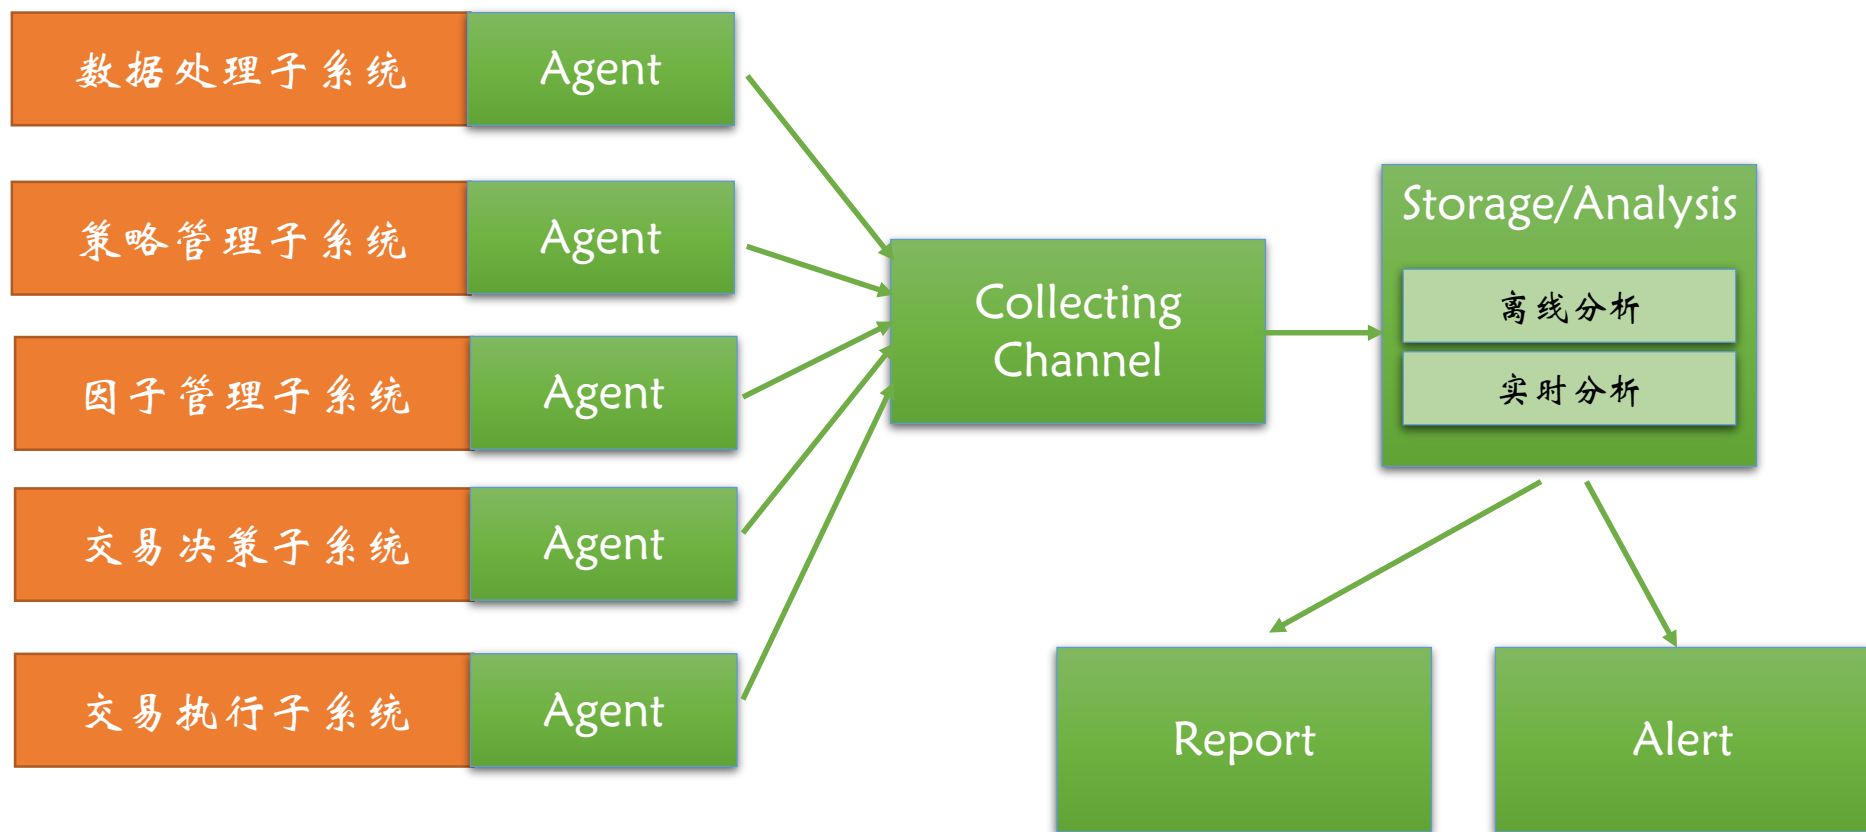 数据处理子系统 Agent
策略管理子系统 Agent
因子管理子系统 Agent
交易决策子系统 Agent
交易执行子系统 Agent
Collecting
Channel
Storage/Analysis
离线分析
实时分析
Report
Alert